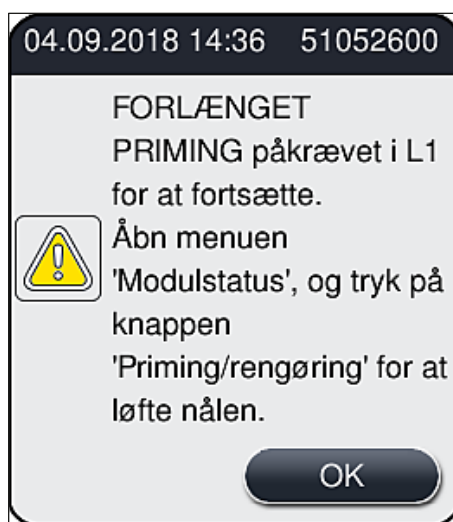 04.09.2018 14:36 51052600
FORLÆNGET
PRIMING påkrævet i L1
for at fortsætte.
Åbn menuen
'Modulstatus', og tryk på
knappen
'Priming/rengøring' for at
løfte nålen.
OK